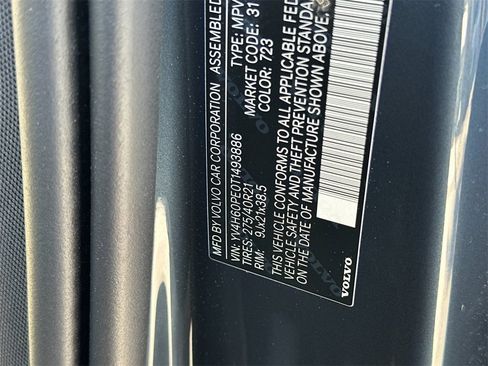 MFD BY VOLVO CAR CORPORATION ASSEMBLED
VIN: YV4H60PE0T1493886 TYPE: MPV
TIRES: 275/40R21 MARKET CODE: 31
RIM: 9Jx21x38.5 COLOR: 723
THIS VEHICLE CONFORMS TO ALL APPLICABLE FED
VEHICLE SAFETY AND THEFT PREVENTION STANDA
ON THE DATE OF MANUFACTURE SHOWN ABOVE.
VOLVO